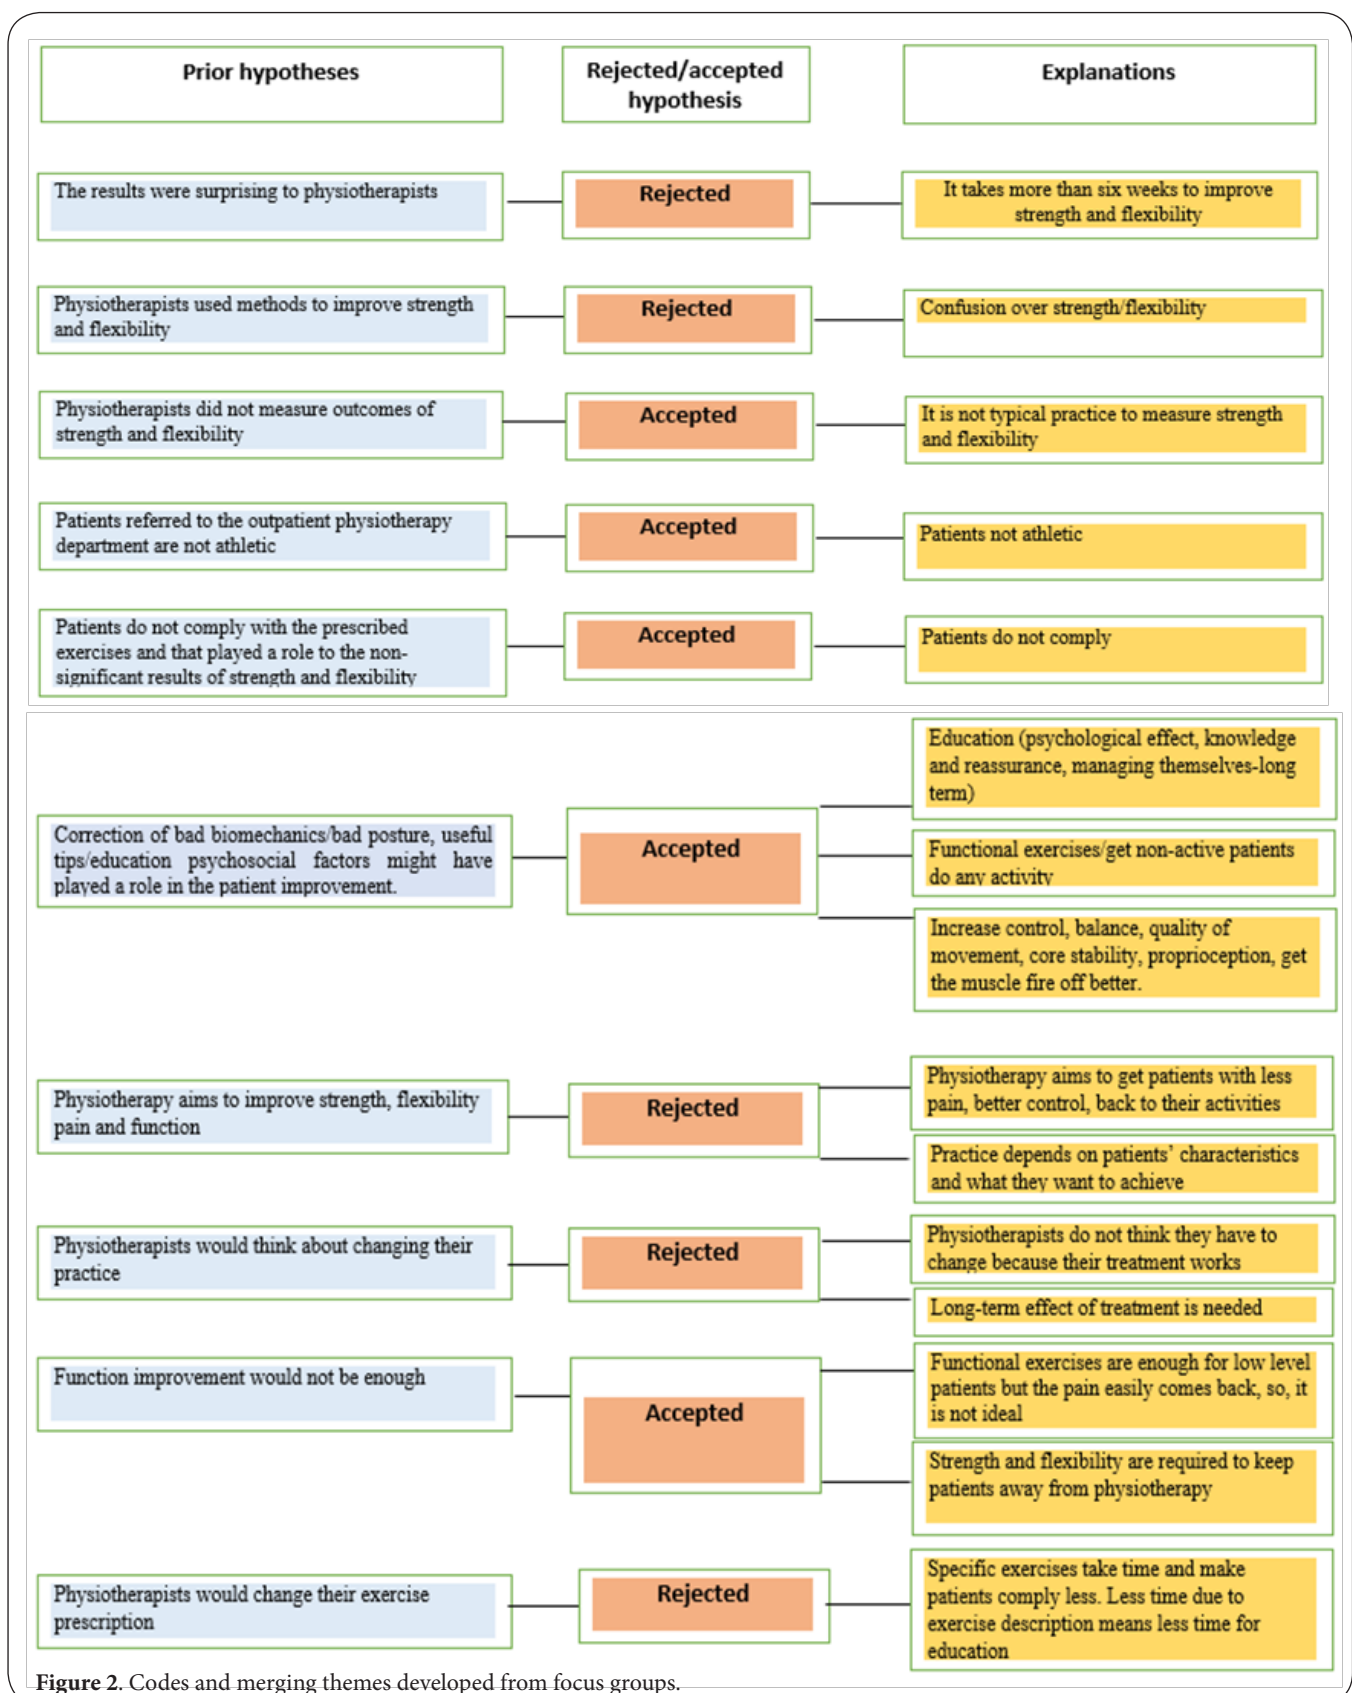 Prior hypotheses
Rejected/accepted
hypothesis
Explanations
The results were surprising to physiotherapists
Rejected
It takes more than six weeks to improve
strength and flexibility
Physiotherapists used methods to improve strength
and flexibility
Rejected
Confusion over strength/flexibility
Physiotherapists did not measure outcomes of
strength and flexibility
Accepted
It is not typical practice to measure strength
and flexibility
Patients referred to the outpatient physiotherapy
department are not athletic
Accepted
Patients not athletic
Patients do not comply with the prescribed
exercises and that played a role to the non-
significant results of strength and flexibility
Accepted
Patients do not comply
Correction of bad biomechanics/bad posture, useful
tips/education psychosocial factors might have
played a role in the patient improvement.
Accepted
Education (psychological effect, knowledge
and reassurance, managing themselves-long
term)
Functional exercises/get non-active patients
do any activity
Increase control, balance, quality of
movement, core stability, proprioception, get
the muscle fire off better.
Physiotherapy aims to improve strength, flexibility
pain and function
Rejected
Physiotherapy aims to get patients with less
pain, better control, back to their activities
Practice depends on patients’ characteristics
and what they want to achieve
Physiotherapists would think about changing their
practice
Rejected
Physiotherapists do not think they have to
change because their treatment works
Long-term effect of treatment is needed
Function improvement would not be enough
Accepted
Functional exercises are enough for low level
patients but the pain easily comes back, so, it
is not ideal
Strength and flexibility are required to keep
patients away from physiotherapy
Physiotherapists would change their exercise
prescription
Rejected
Specific exercises take time and make
patients comply less. Less time due to
exercise description means less time for
education
Figure 2. Codes and merging themes developed from focus groups.